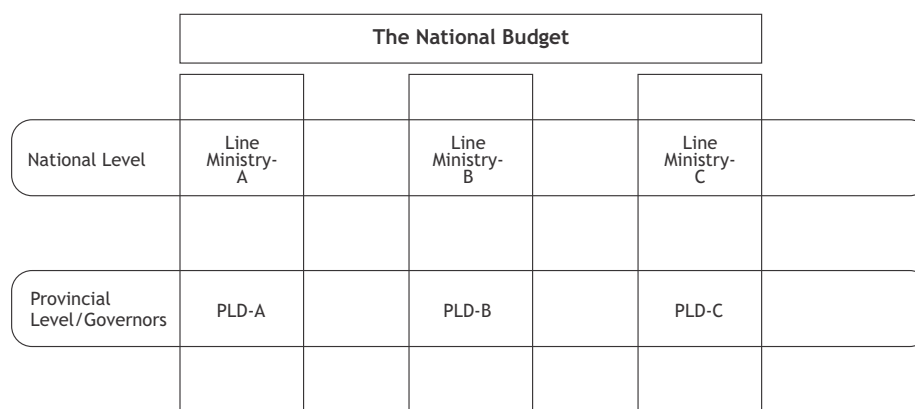 The National Budget
National Level
Line
Ministry-
A
Line
Ministry-
B
Line
Ministry-
C
Provincial
Level/Governors
PLD-A
PLD-B
PLD-C